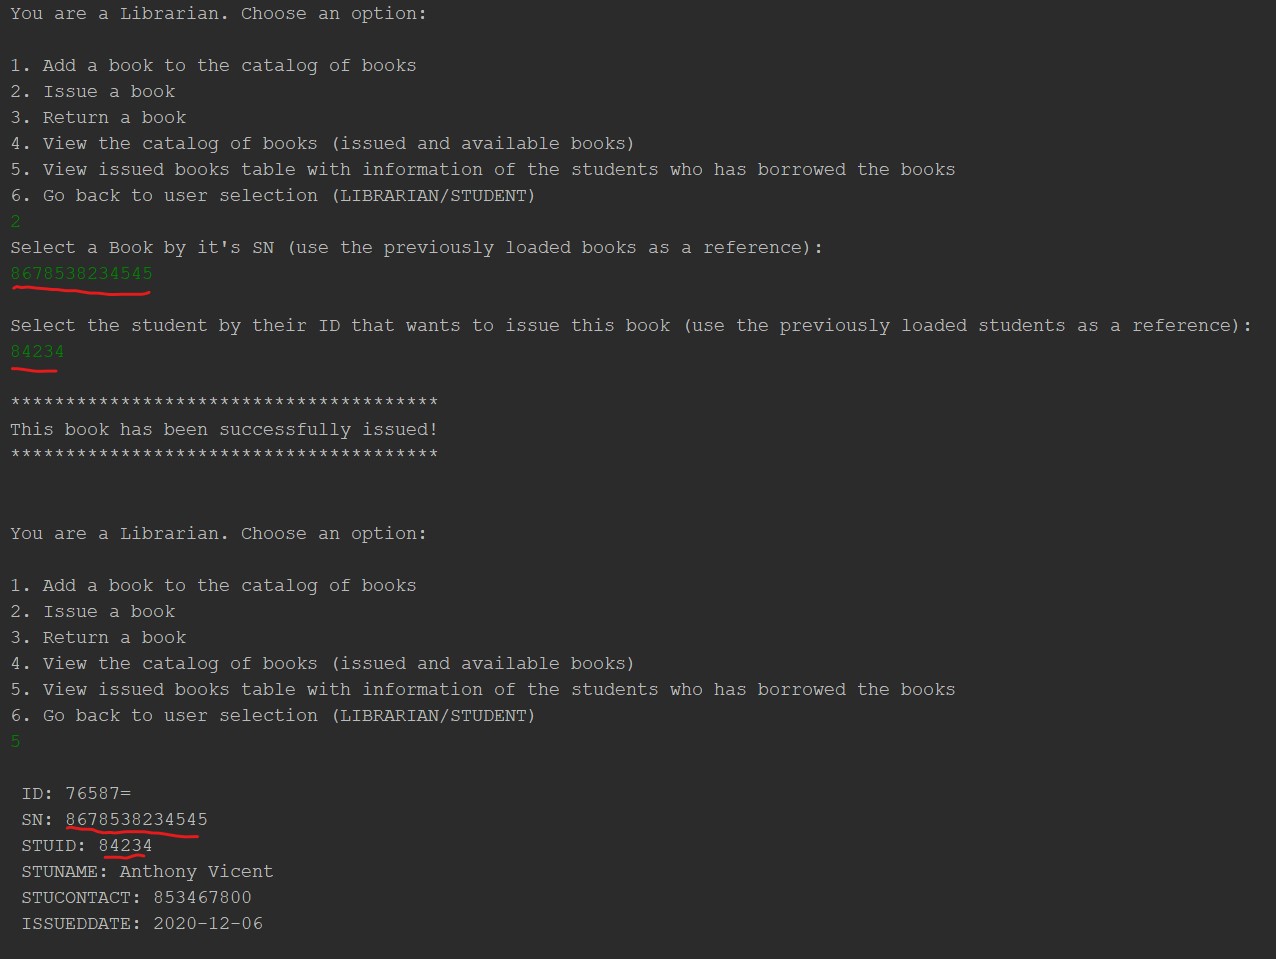 You are a Librarian. Choose an option:
1. Add a book to the catalog of books
2. Issue a book
3. Return a book
4. View the catalog of books (issued and available books)
5. View issued books table with information of the students who has borrowed the books
6. Go back to user selection (LIBRARIAN/STUDENT)
2
Select a Book by it's SN (use the previously loaded books as a reference):
8678538234545
Select the student by their ID that wants to issue this book (use the previously loaded students as a reference):
84234
***************************************
This book has been successfully issued!
***************************************
You are a Librarian. Choose an option:
1. Add a book to the catalog of books
2. Issue a book
3. Return a book
4. View the catalog of books (issued and available books)
5. View issued books table with information of the students who has borrowed the books
6. Go back to user selection (LIBRARIAN/STUDENT)
5
ID: 76587=
SN: 8678538234545
STUID: 84234
STUNAME: Anthony Vicent
STUCONTACT: 853467800
ISSUEDDATE: 2020-12-06